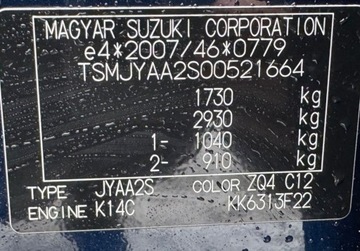 MAGYAR SUZUKI CORPORATION
e4*2007/46*0779
TSMJYAA2S00521664
1730 kg
2930 kg
1- 1040 kg
2- 910 kg
TYPE JYAA2S COLOR ZQ4 C12
ENGINE K14C KK6313F22